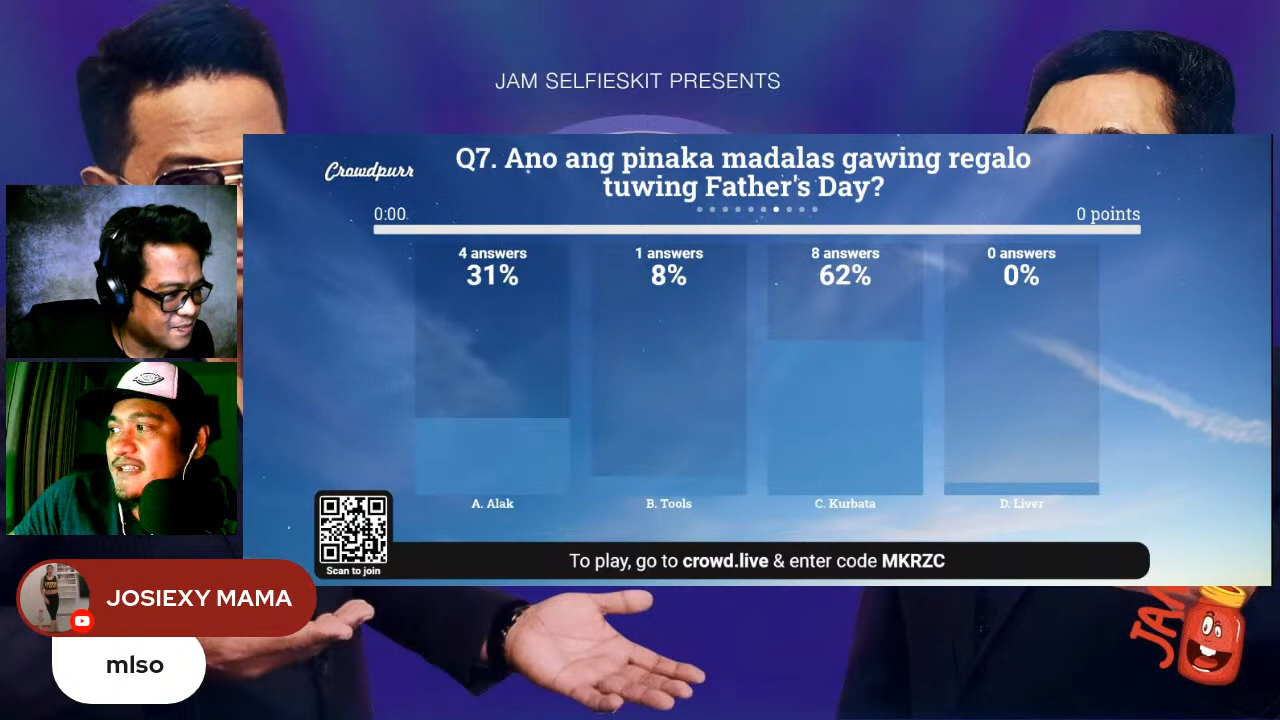 JAM SELFIESKIT PRESENTS
Crowdpurr
Q7. Ano ang pinaka madalas gawing regalo
tuwing Father's Day?
0:00
0 points
4 answers
31%
1 answers
8%
8 answers
62%
0 answers
0%
A. Alak
B. Tools
C. Kurbata
D. Liver
Scan to join
To play, go to crowd.live & enter code MKRZC
JOSIEXY MAMA
mlso
JAM